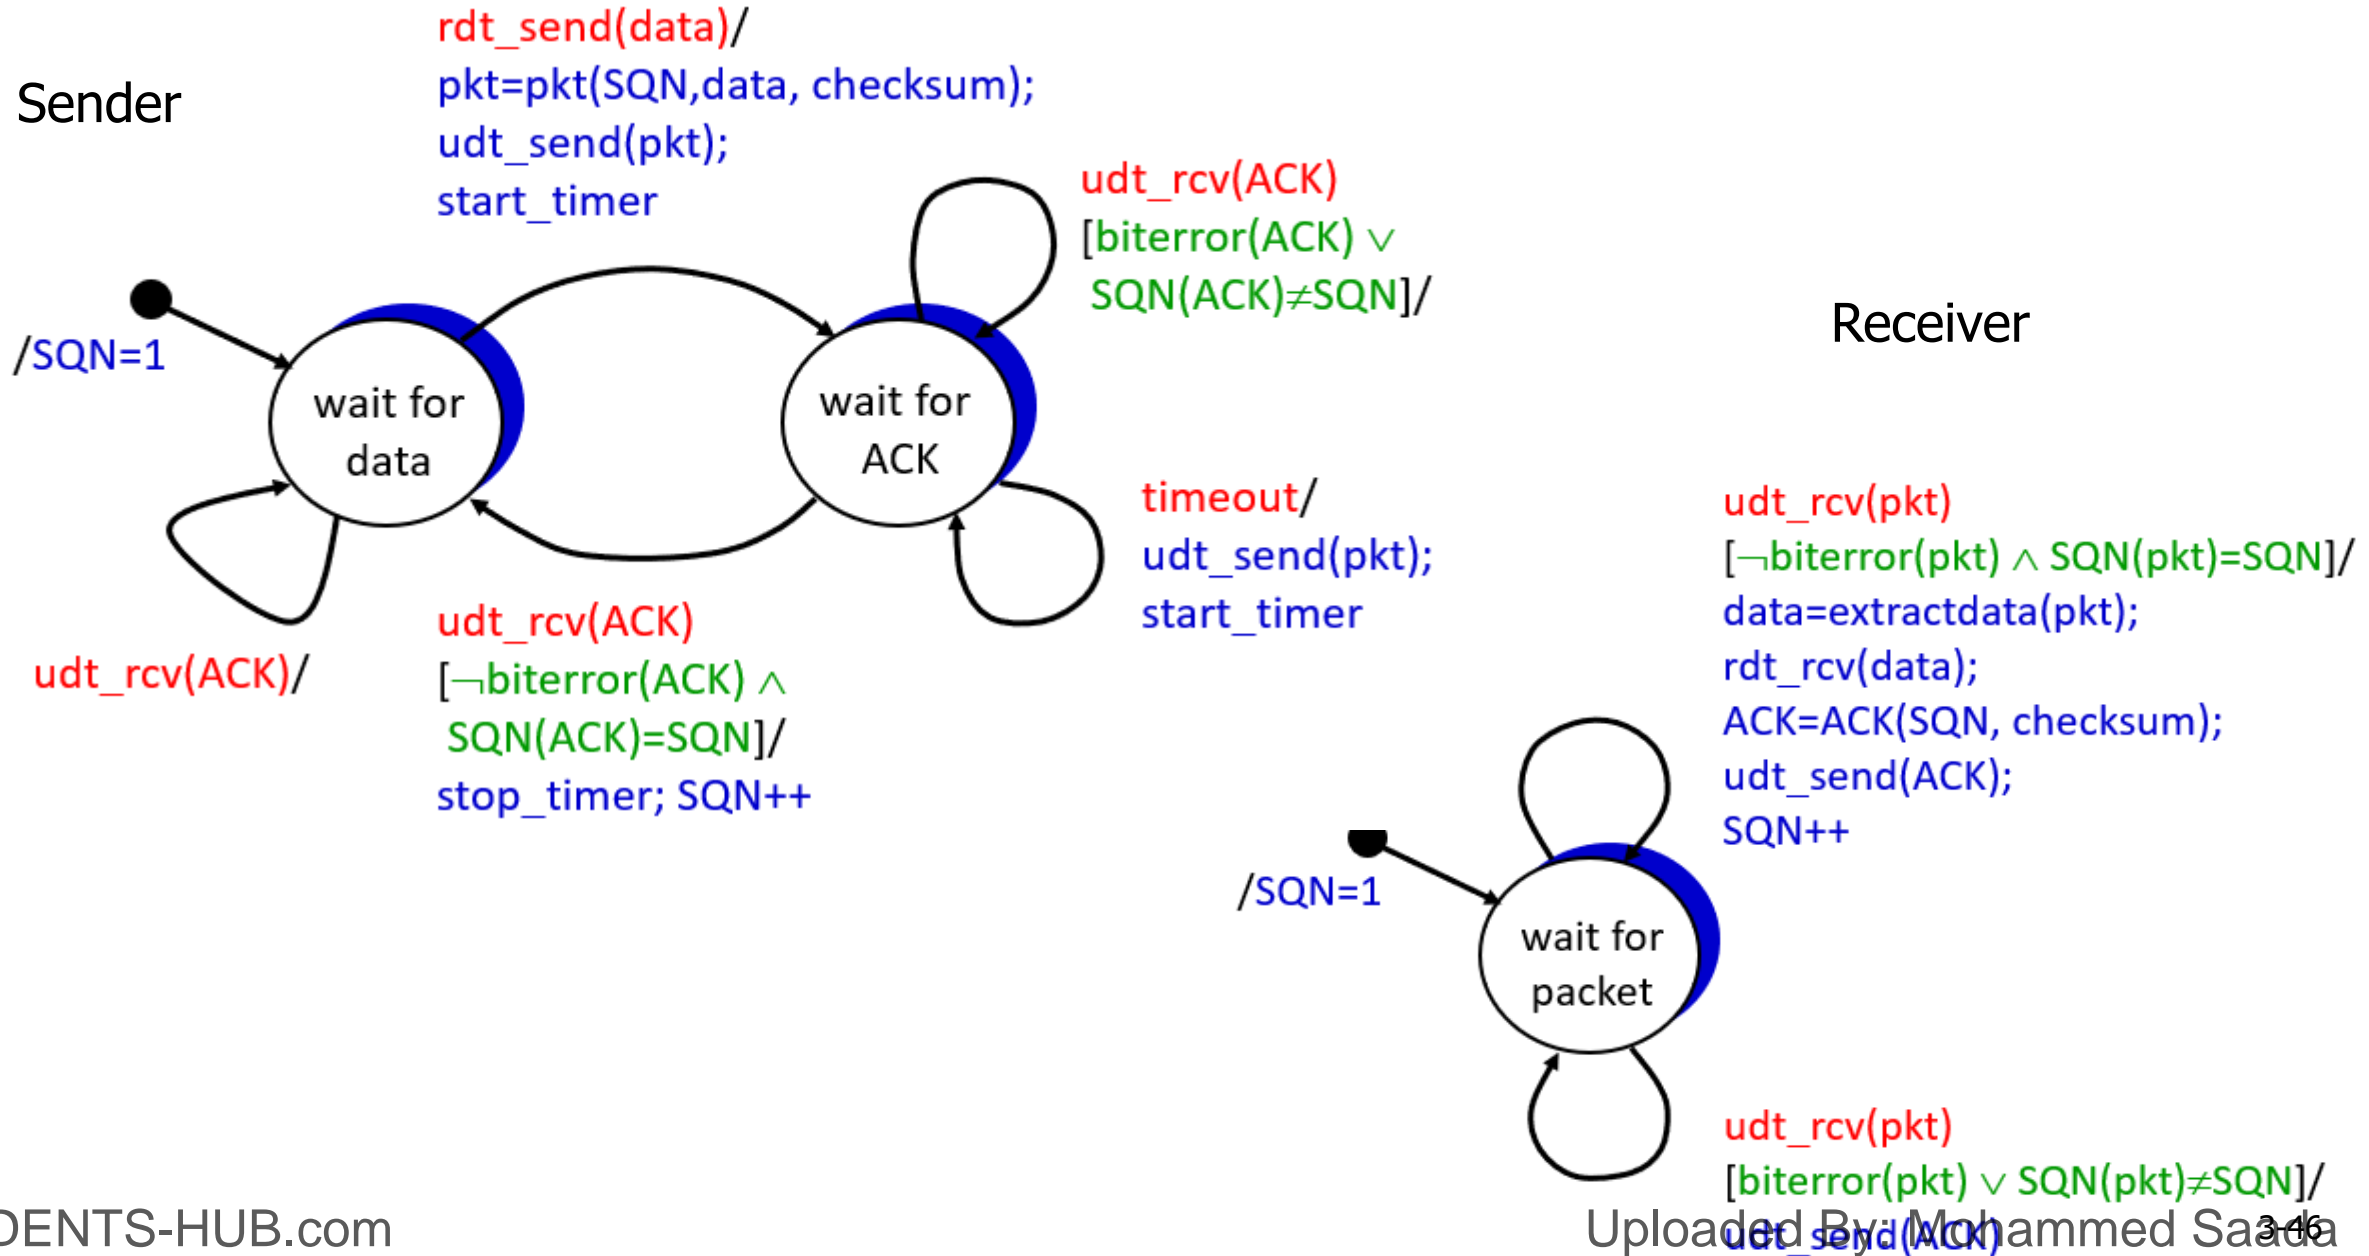 Sender
rdt_send(data)/
pkt=pkt(SQN,data, checksum);
udt_send(pkt);
start_timer
udt_rcv(ACK)
[biterror(ACK) ∨
SQN(ACK)≠SQN]/
/SQN=1
wait for
data
wait for
ACK
timeout/
udt_send(pkt);
start_timer
udt_rcv(ACK)/
udt_rcv(ACK)
[¬biterror(ACK) ∧
SQN(ACK)=SQN]/
stop_timer; SQN++
Receiver
udt_rcv(pkt)
[¬biterror(pkt) ∧ SQN(pkt)=SQN]/
data=extractdata(pkt);
rdt_rcv(data);
ACK=ACK(SQN, checksum);
udt_send(ACK);
SQN++
/SQN=1
wait for
packet
udt_rcv(pkt)
[biterror(pkt) ∨ SQN(pkt)≠SQN]/
udt_send(ACK)
3-46
DENTS-HUB.com
Uploaded By: Mohammed Saada